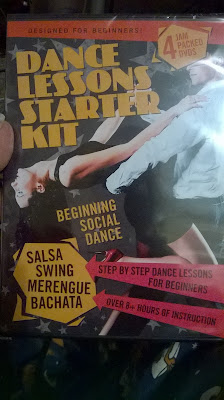 DESIGNED FOR BEGINNERS!
4
JAM
PACKED
DVDS
DANCE
LESSONS
STARTER
KIT
BEGINNING
SOCIAL
DANCE
SALSA
SWING
MERENGUE
BACHATA
STEP BY STEP DANCE LESSONS
FOR BEGINNERS
OVER 8+ HOURS OF INSTRUCTION